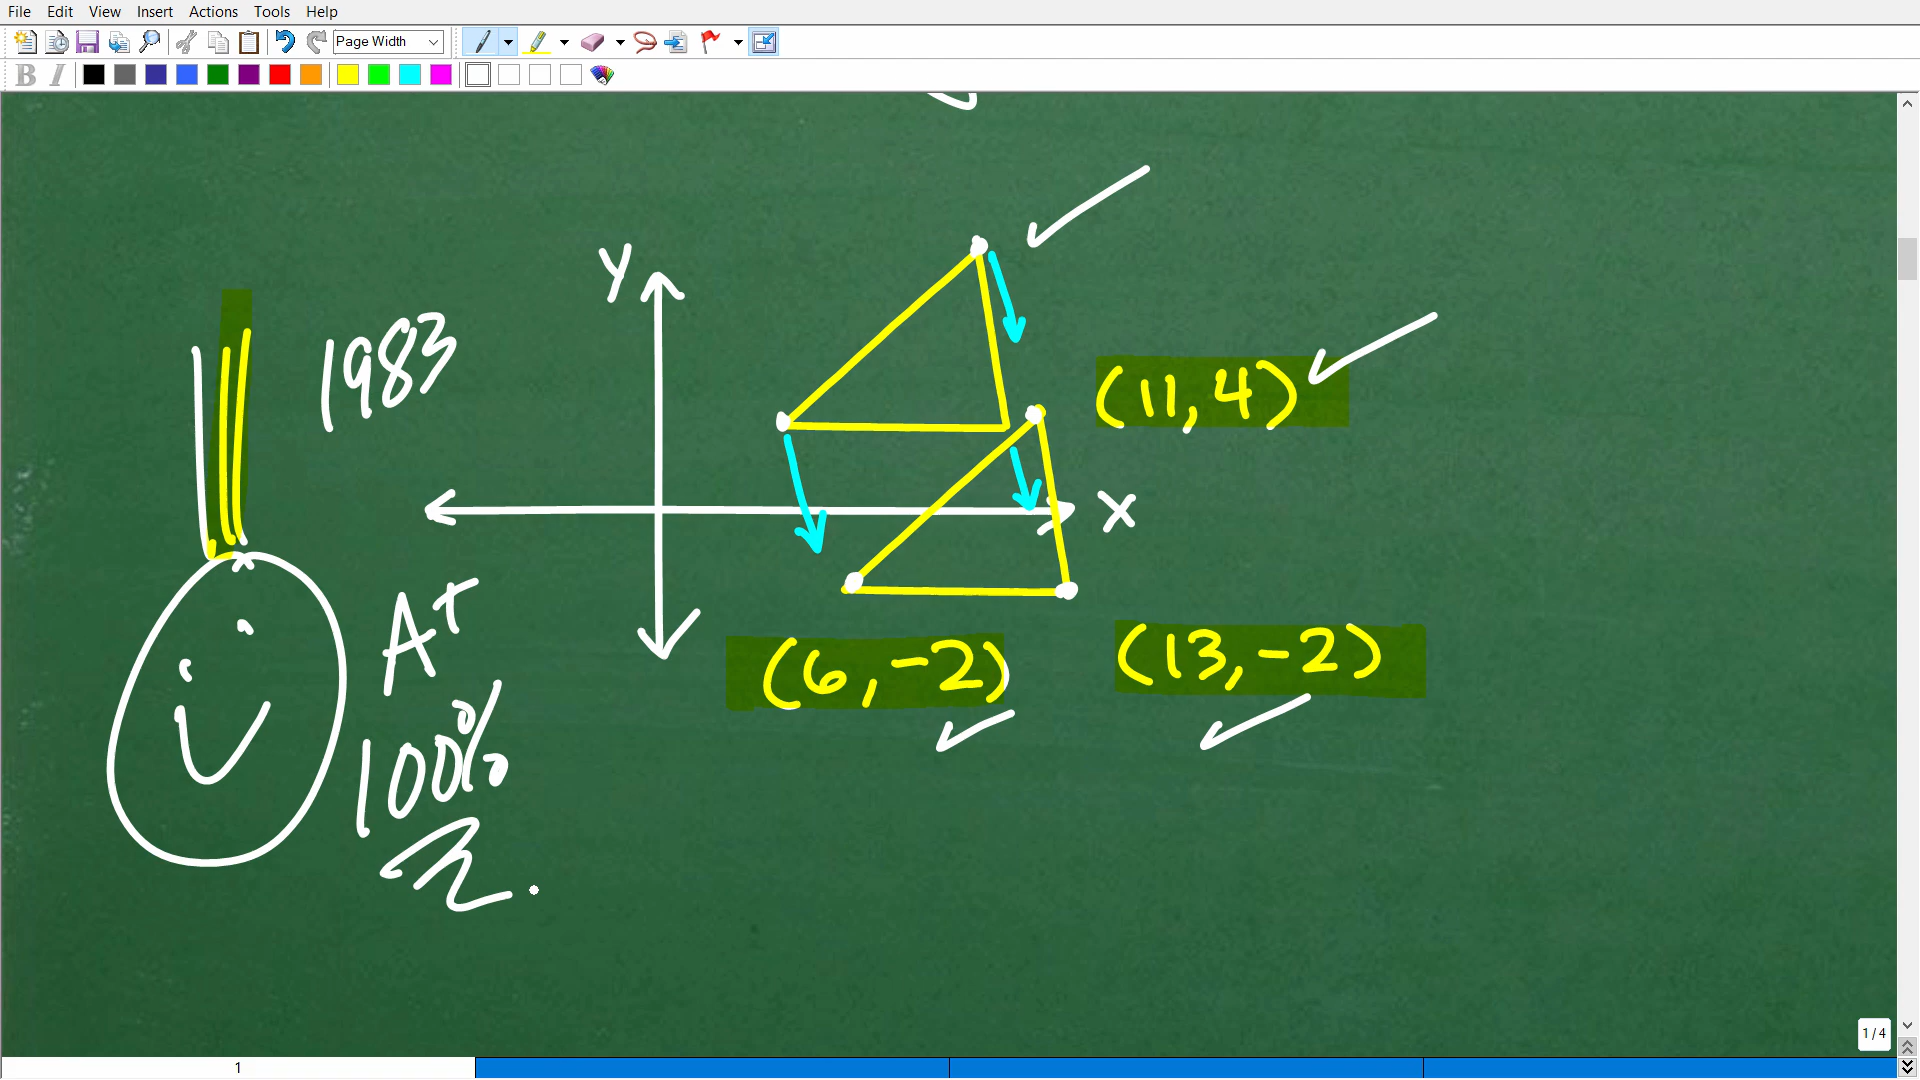 File Edit View Insert Actions Tools Help
Page Width
B I
Y
1983
(11,4)
X
A+
(6,-2)
(13,-2)
100%
1 / 4
1